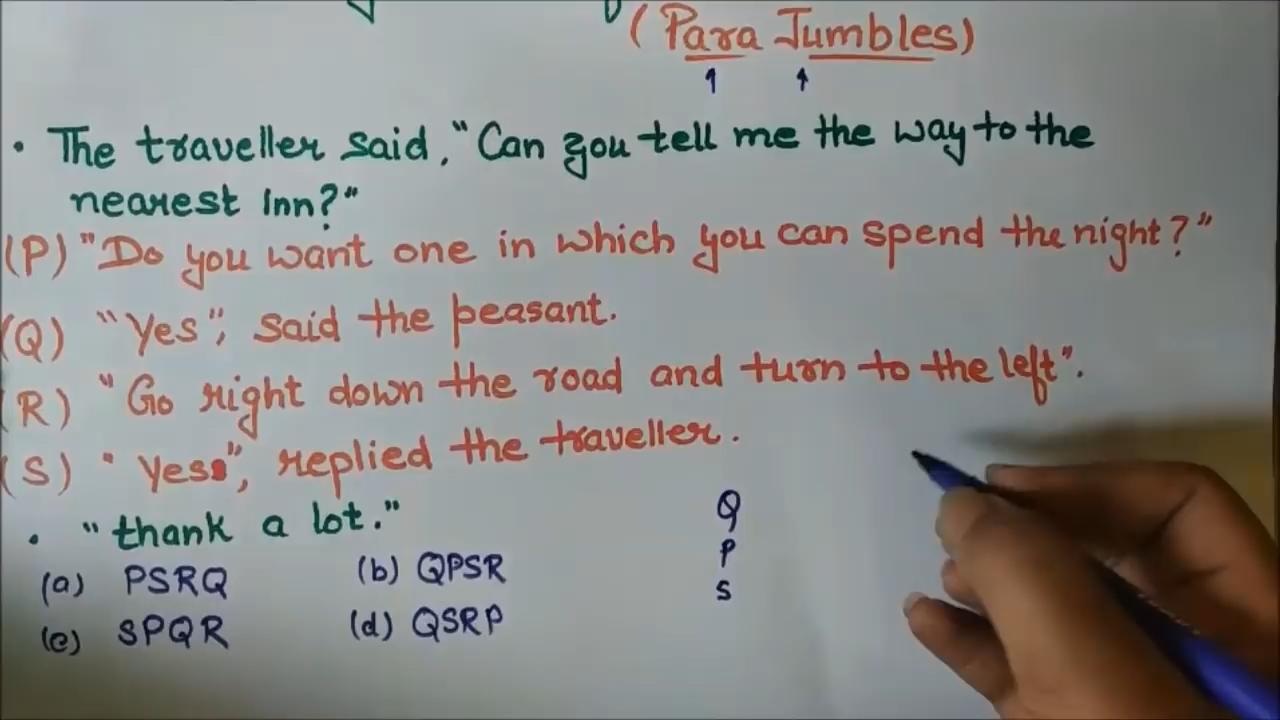 (Para Jumbles)
• The traveller said, "Can you tell me the way to the
nearest Inn?"
(P) "Do you want one in which you can spend the night?"
(Q) "Yes", said the peasant.
(R) "Go right down the road and turn to the left".
(S) " Yes", replied the traveller.
• "thank a lot."
(a) PSRQ (b) QPSR
(c) SPQR (d) QSRP
Q
P
S